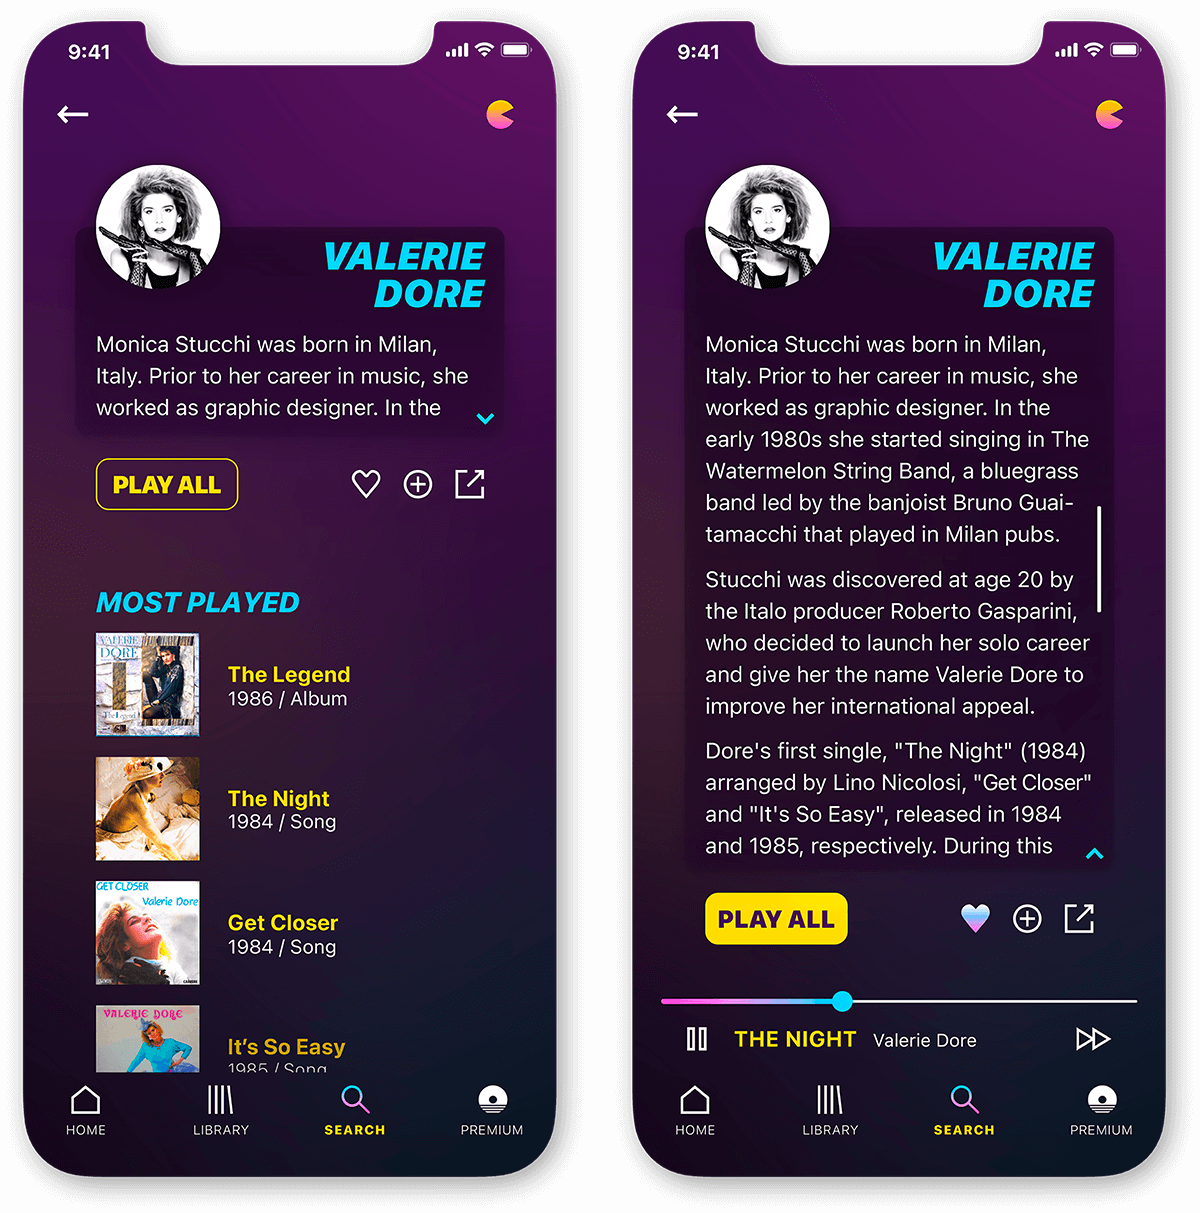 9:41
VALERIE
DORE
Monica Stucchi was born in Milan,
Italy. Prior to her career in music, she
worked as graphic designer. In the
PLAY ALL
MOST PLAYED
VALERIE
DORE
The Legend
The Legend
1986 / Album
The Night
1984 / Song
GET CLOSER
Valerie Dore
Get Closer
1984 / Song
VALERIE DORE
It’s So Easy
1985 / Song
HOME
LIBRARY
SEARCH
PREMIUM
9:41
VALERIE
DORE
Monica Stucchi was born in Milan,
Italy. Prior to her career in music, she
worked as graphic designer. In the
early 1980s she started singing in The
Watermelon String Band, a bluegrass
band led by the banjoist Bruno Guai-
tamacchi that played in Milan pubs.
Stucchi was discovered at age 20 by
the Italo producer Roberto Gasparini,
who decided to launch her solo career
and give her the name Valerie Dore to
improve her international appeal.
Dore's first single, "The Night" (1984)
arranged by Lino Nicolosi, "Get Closer"
and "It's So Easy", released in 1984
and 1985, respectively. During this
PLAY ALL
THE NIGHT Valerie Dore
HOME
LIBRARY
SEARCH
PREMIUM